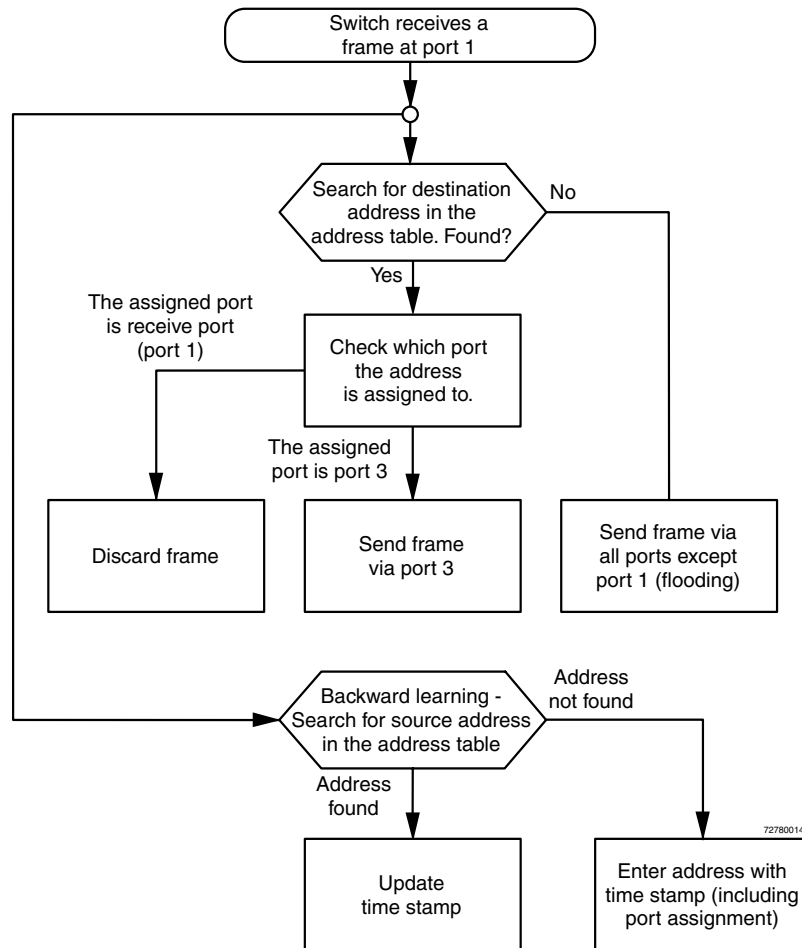 Switch receives a
frame at port 1
Search for destination
address in the
address table. Found?
No
Yes
The assigned port
is receive port
(port 1)
Check which port
the address
is assigned to.
The assigned
port is port 3
Discard frame
Send frame
via port 3
Send frame via
all ports except
port 1 (flooding)
Backward learning -
Search for source address
in the address table
Address
not found
Address
found
72780014
Update
time stamp
Enter address with
time stamp (including
port assignment)